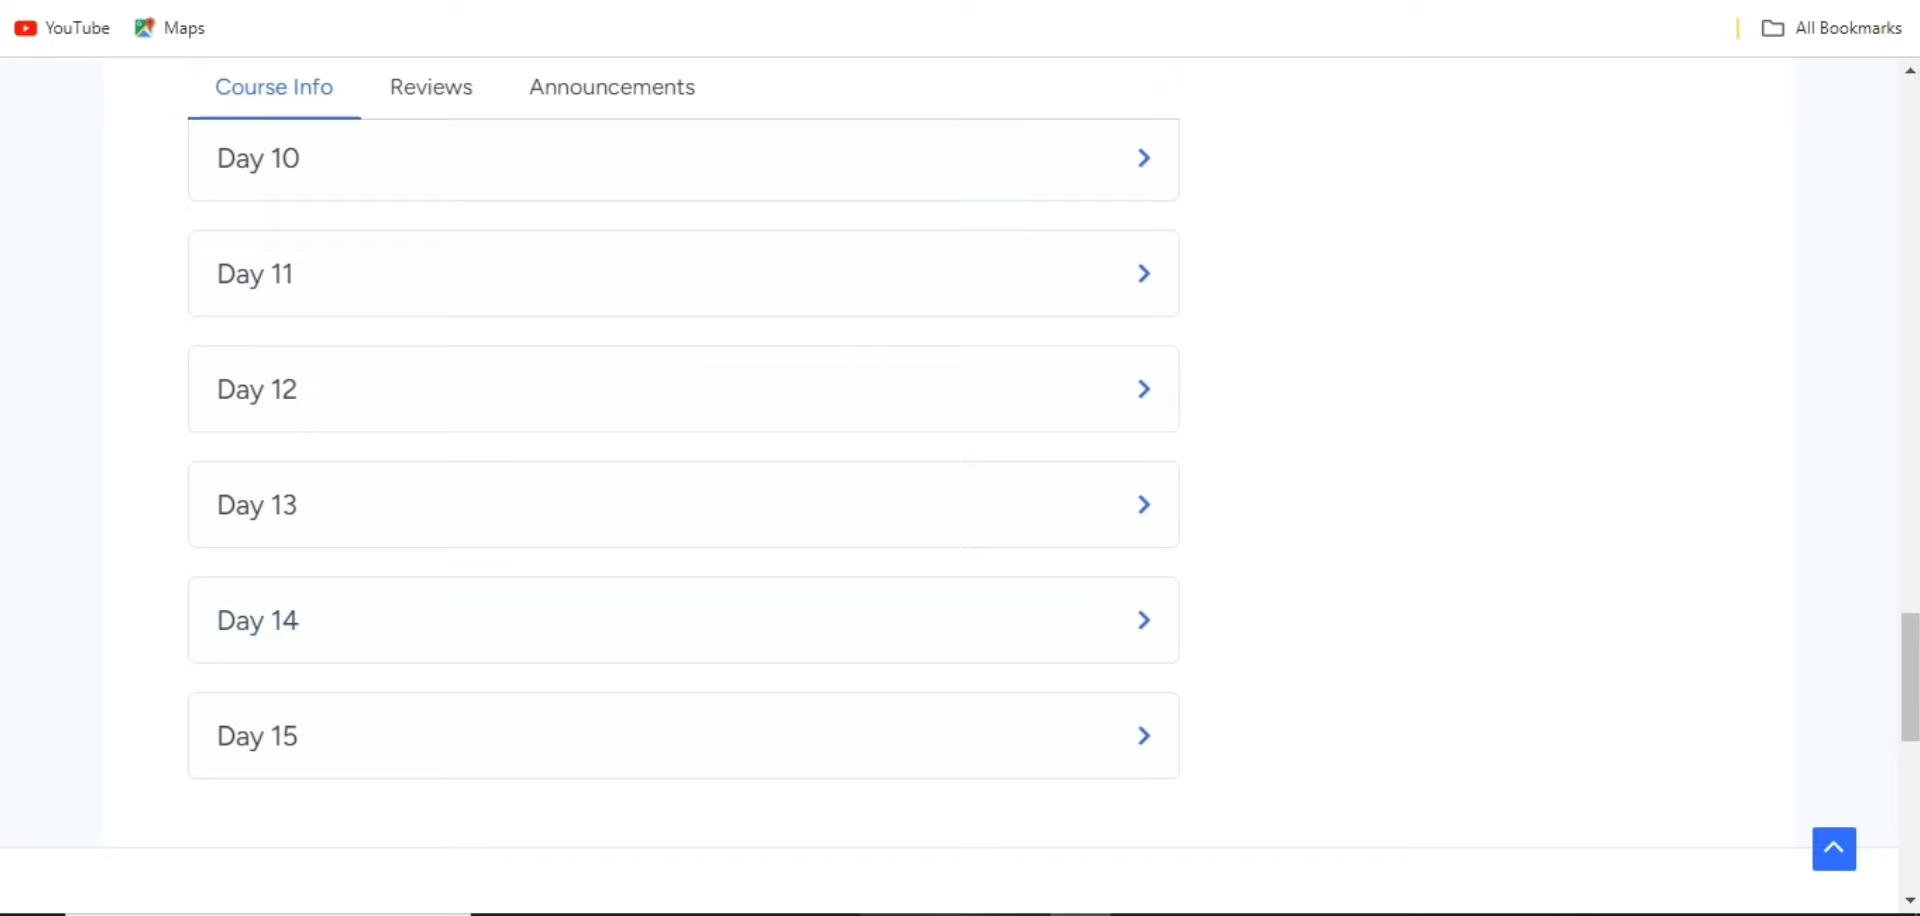 YouTube Maps All Bookmarks
Course Info Reviews Announcements
Day 10
Day 11
Day 12
Day 13
Day 14
Day 15